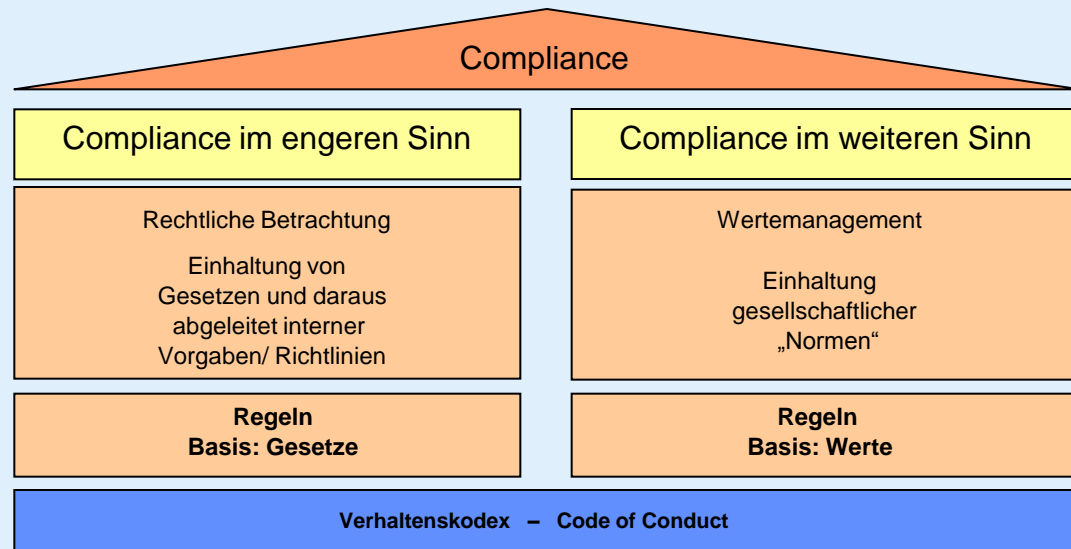 Compliance
Compliance im engeren Sinn
Rechtliche Betrachtung
Einhaltung von
Gesetzen und daraus
abgeleitet interner
Vorgaben/ Richtlinien
Regeln
Basis: Gesetze
Compliance im weiteren Sinn
Wertemanagement
Einhaltung
gesellschaftlicher
„Normen“
Regeln
Basis: Werte
Verhaltenskodex – Code of Conduct